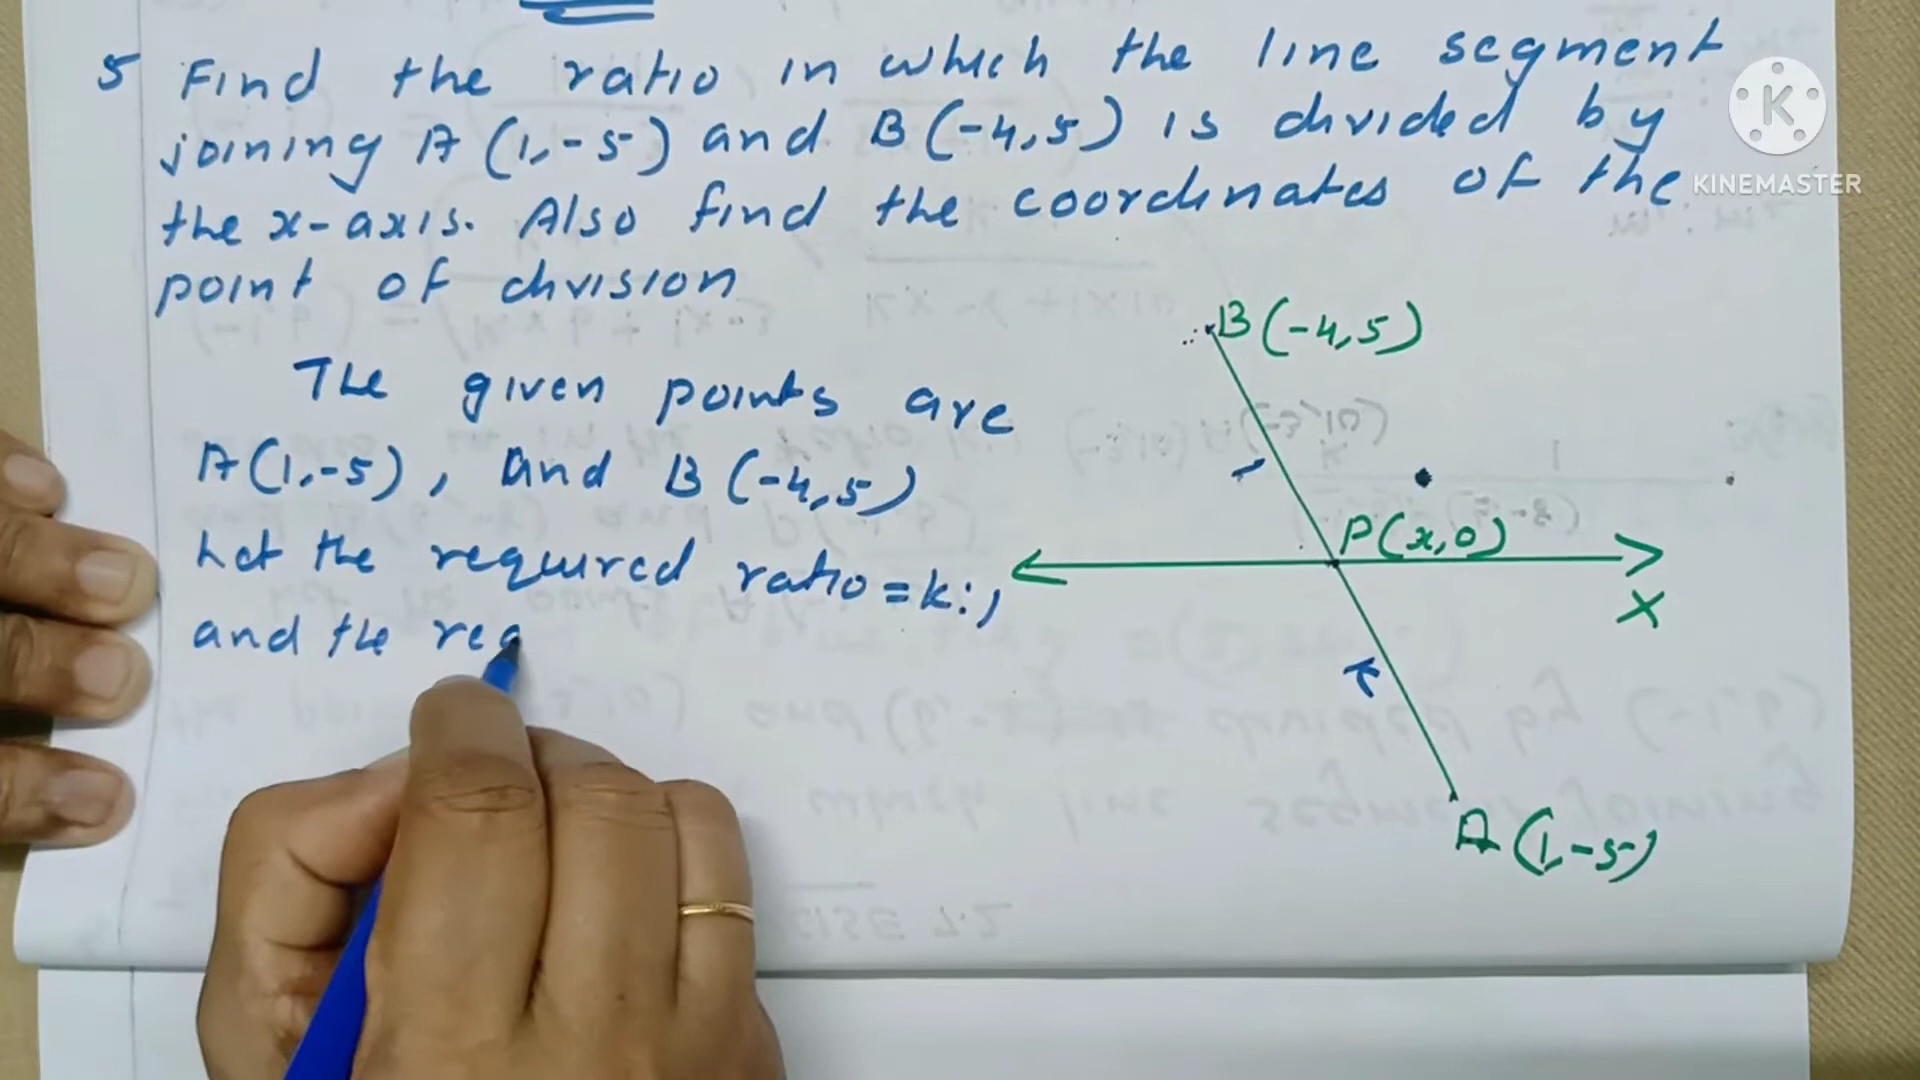 5 Find the ratio in which the line segment
joining A (1,-5) and B (-4,5) is divided by
the x-axis. Also find the coordinates of the
point of division
The given points are
A(1,-5), and B (-4,5)
Let the required ratio = k:1
and the req
B (-4,5)
P(x,0)
X
K
A (1,-5)
K
KINEMASTER